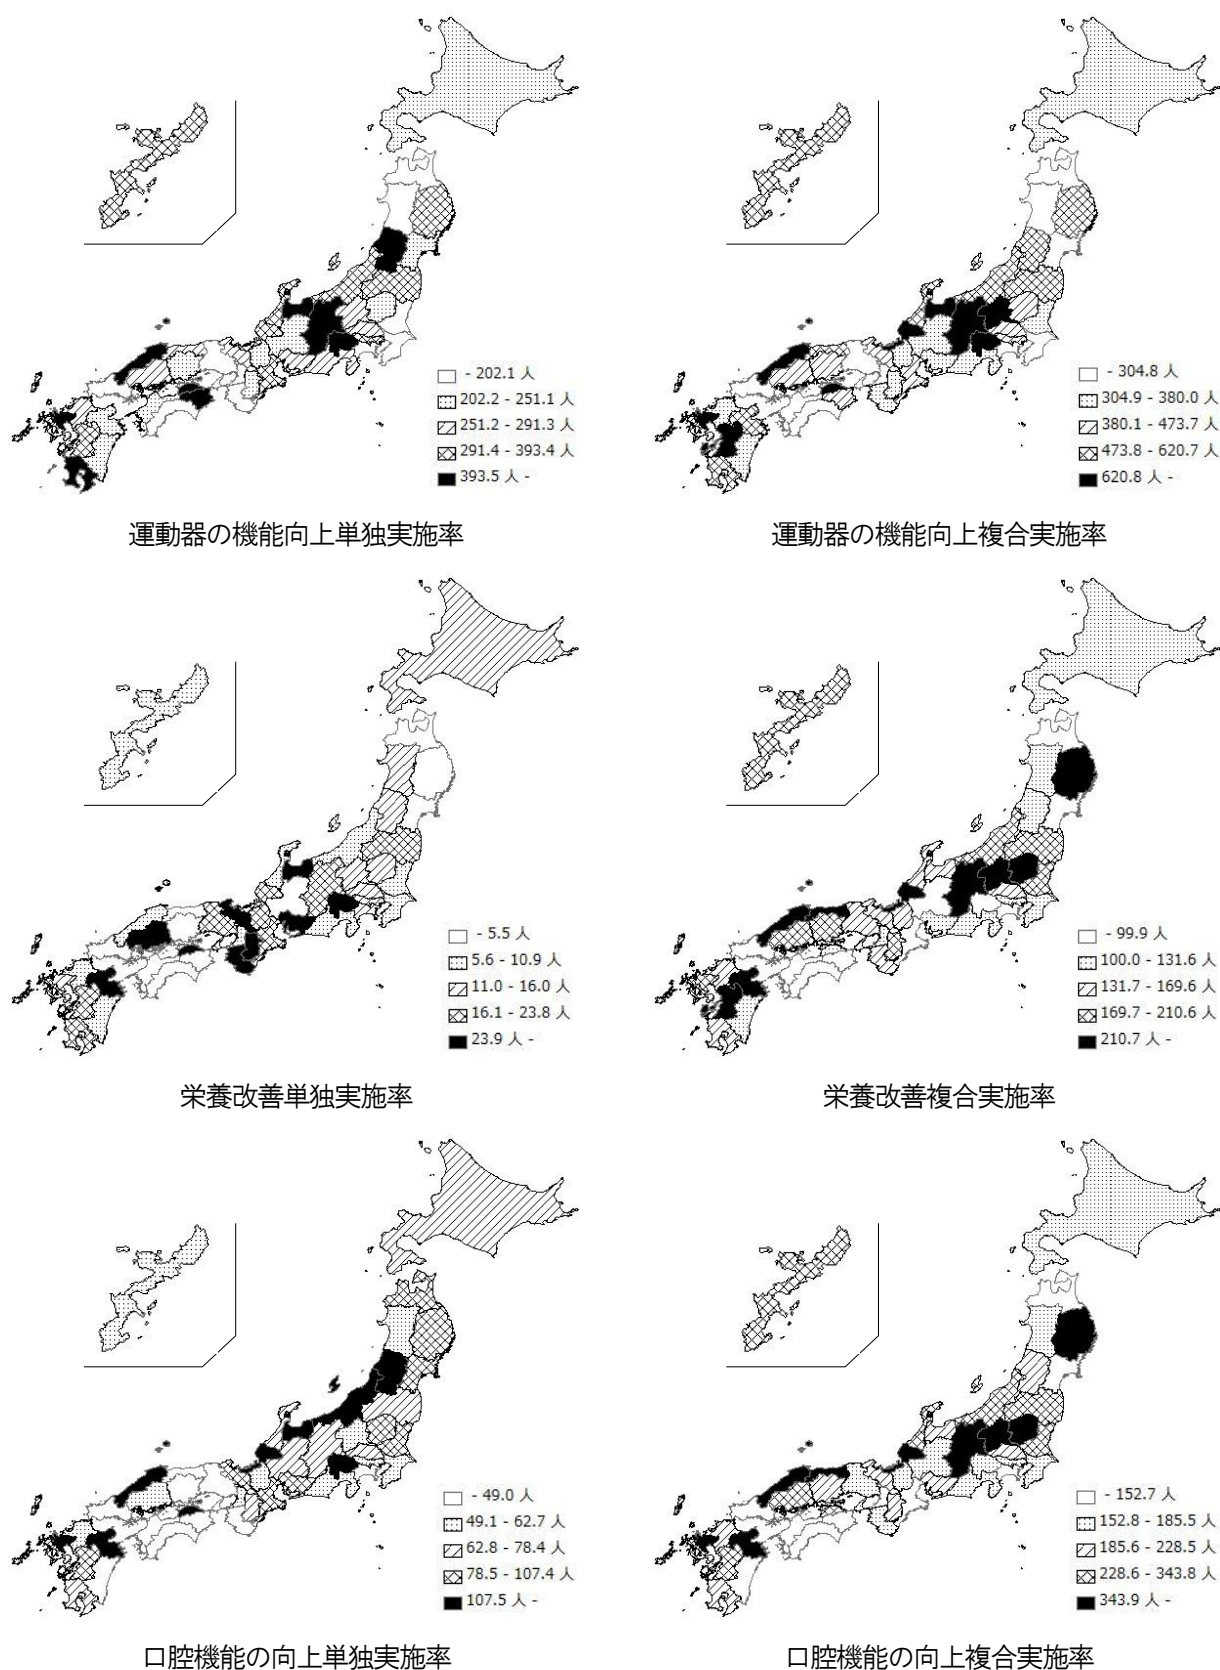 - 202.1 人
202.2 - 251.1 人
251.2 - 291.3 人
291.4 - 393.4 人
393.5 人 -
運動器の機能向上単独実施率
- 304.8 人
304.9 - 380.0 人
380.1 - 473.7 人
473.8 - 620.7 人
620.8 人 -
運動器の機能向上複合実施率
- 5.5 人
5.6 - 10.9 人
11.0 - 16.0 人
16.1 - 23.8 人
23.9 人 -
栄養改善単独実施率
- 99.9 人
100.0 - 131.6 人
131.7 - 169.6 人
169.7 - 210.6 人
210.7 人 -
栄養改善複合実施率
- 49.0 人
49.1 - 62.7 人
62.8 - 78.4 人
78.5 - 107.4 人
107.5 人 -
口腔機能の向上単独実施率
- 152.7 人
152.8 - 185.5 人
185.6 - 228.5 人
228.6 - 343.8 人
343.9 人 -
口腔機能の向上複合実施率